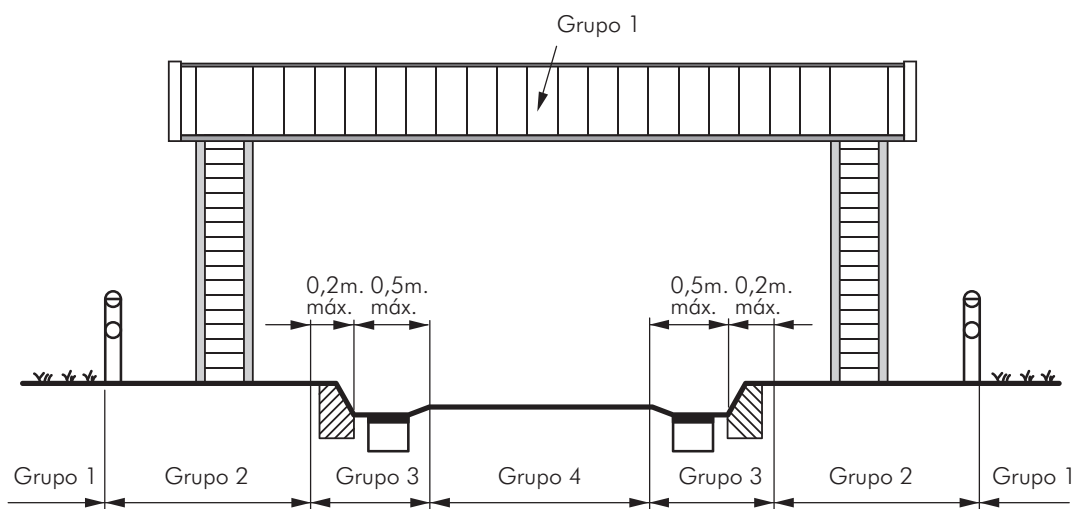 Grupo 1
0,2m. 0,5m.
máx. máx.
0,5m. 0,2m.
máx. máx.
Grupo 1 Grupo 2 Grupo 3 Grupo 4 Grupo 3 Grupo 2 Grupo 1